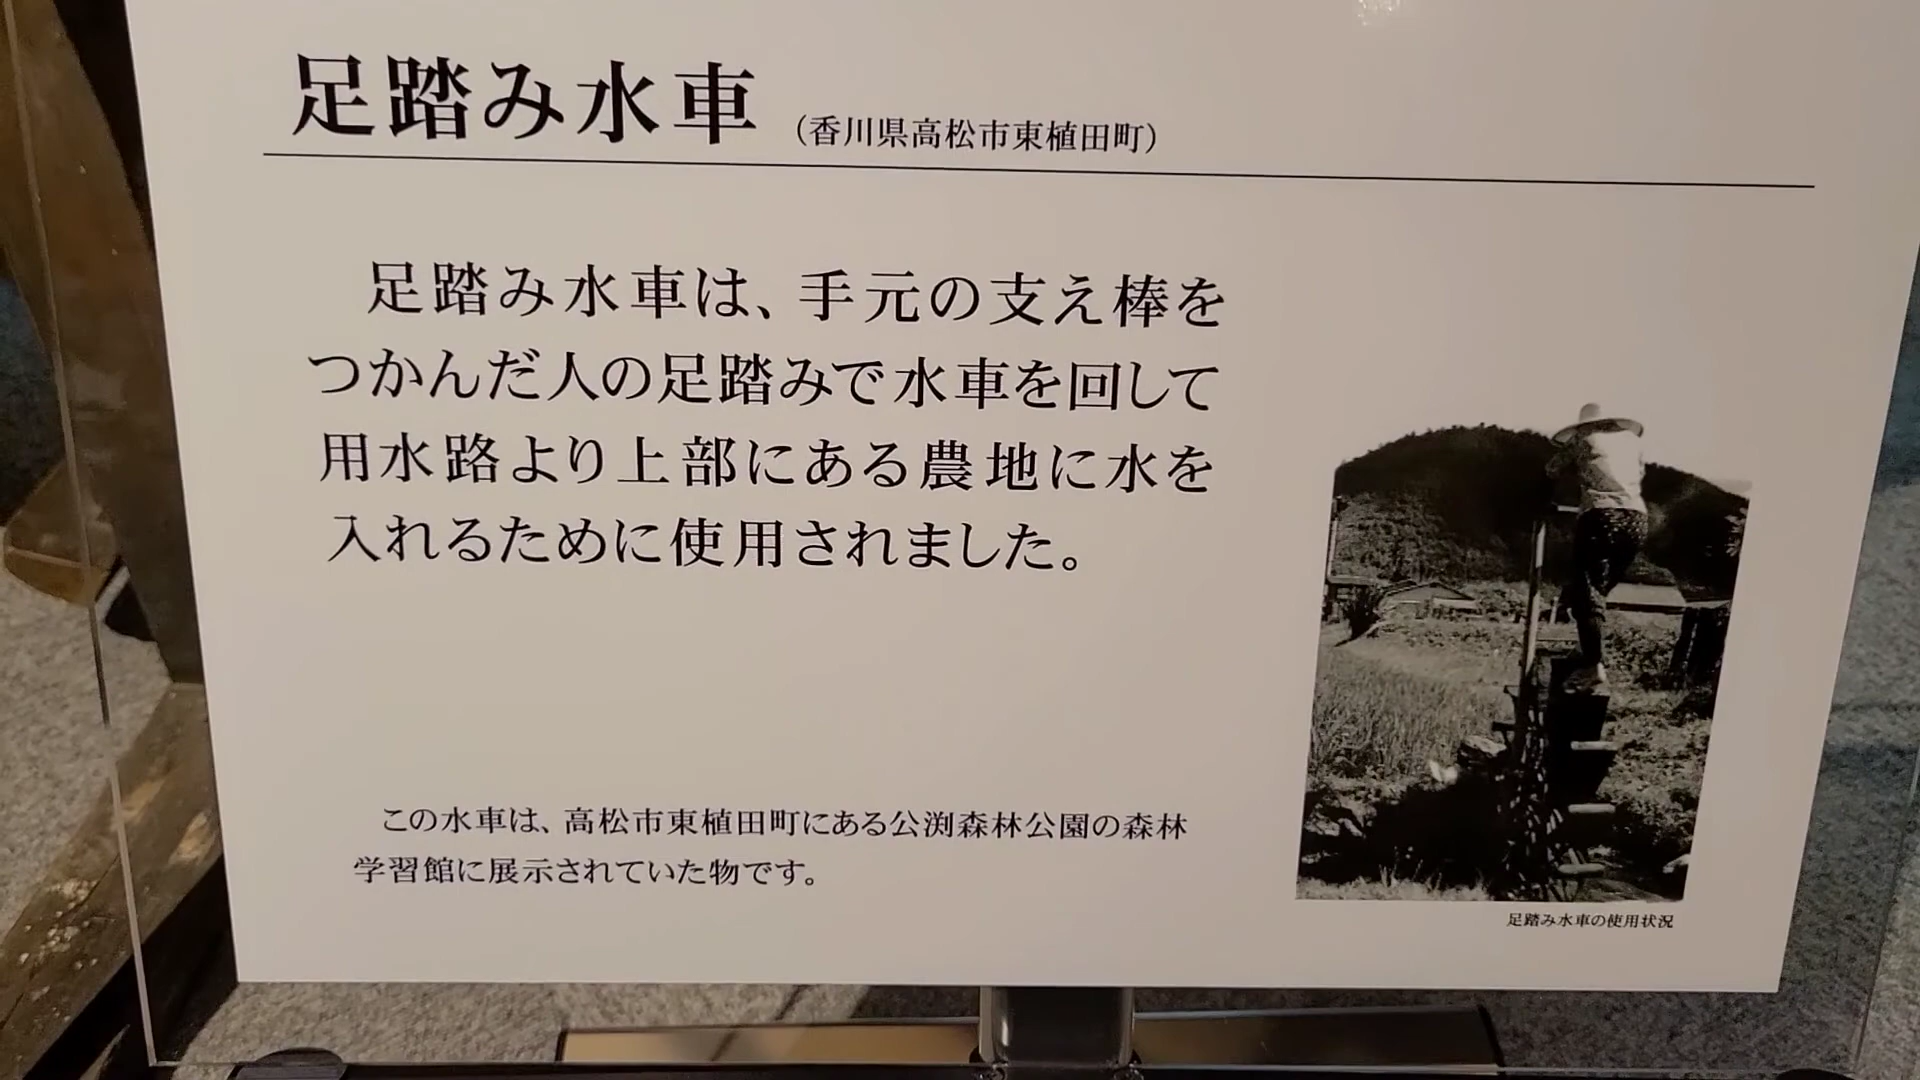 足踏み水車 (香川県高松市東植田町)
足踏み水車は、手元の支え棒を
つかんだ人の足踏みで水車を回して
用水路より上部にある農地に水を
入れるために使用されました。
この水車は、高松市東植田町にある公渕森林公園の森林
学習館に展示されていた物です。
足踏み水車の使用状況